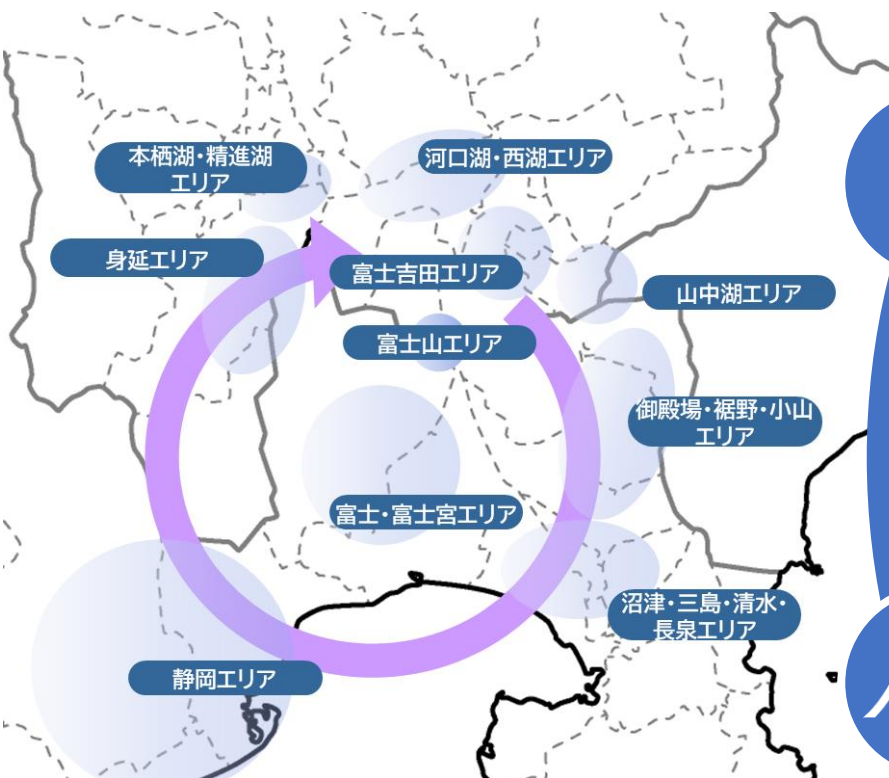 本栖湖・精進湖
エリア
河口湖・西湖エリア
身延エリア
富士吉田エリア
山中湖エリア
富士山エリア
御殿場・裾野・小山
エリア
富士・富士宮エリア
沼津・三島・清水・
長泉エリア
静岡エリア